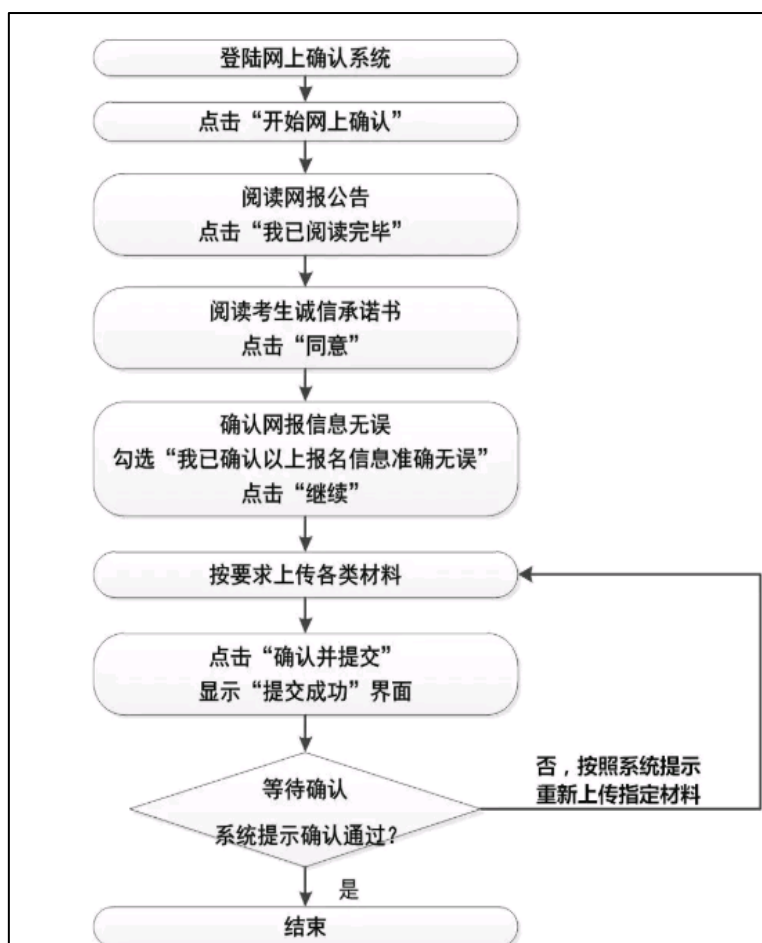 登陆网上确认系统
点击“开始网上确认”
阅读网报公告
点击“我已阅读完毕”
阅读考生诚信承诺书
点击“同意”
确认网报信息无误
勾选“我已确认以上报名信息准确无误”
点击“继续”
按要求上传各类材料
点击“确认并提交”
显示“提交成功”界面
等待确认
系统提示确认通过？
否，按照系统提示
重新上传指定材料
是
结束